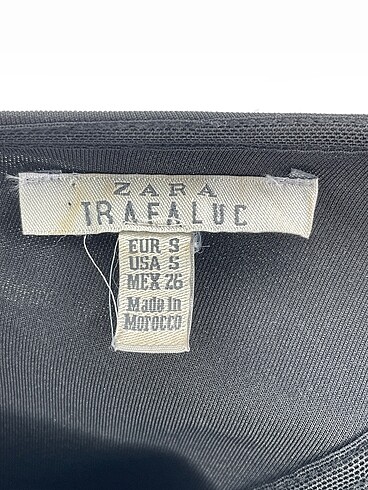 ZARA
TRAFALUC
EUR S
USA S
MEX 26
Made in
Morocco